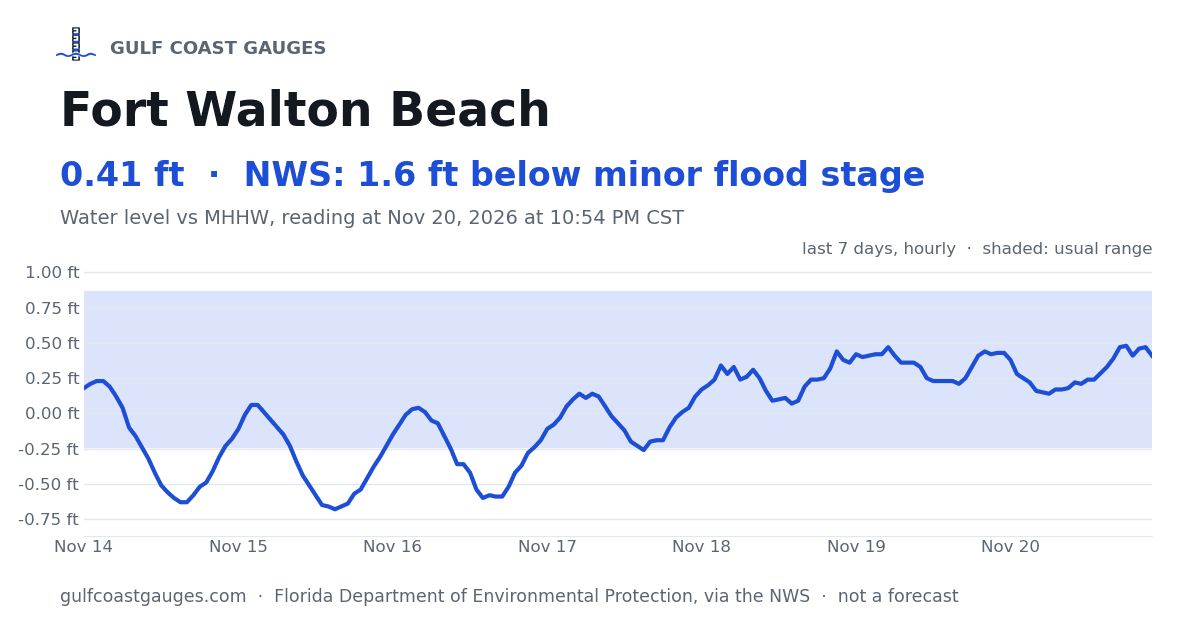 GULF COAST GAUGES
Fort Walton Beach
0.41 ft · NWS: 1.6 ft below minor flood stage
Water level vs MHHW, reading at Nov 20, 2026 at 10:54 PM CST
last 7 days, hourly · shaded: usual range
1.00 ft
0.75 ft
0.50 ft
0.25 ft
0.00 ft
-0.25 ft
-0.50 ft
-0.75 ft
Nov 14 Nov 15 Nov 16 Nov 17 Nov 18 Nov 19 Nov 20
gulfcoastgauges.com · Florida Department of Environmental Protection, via the NWS · not a forecast